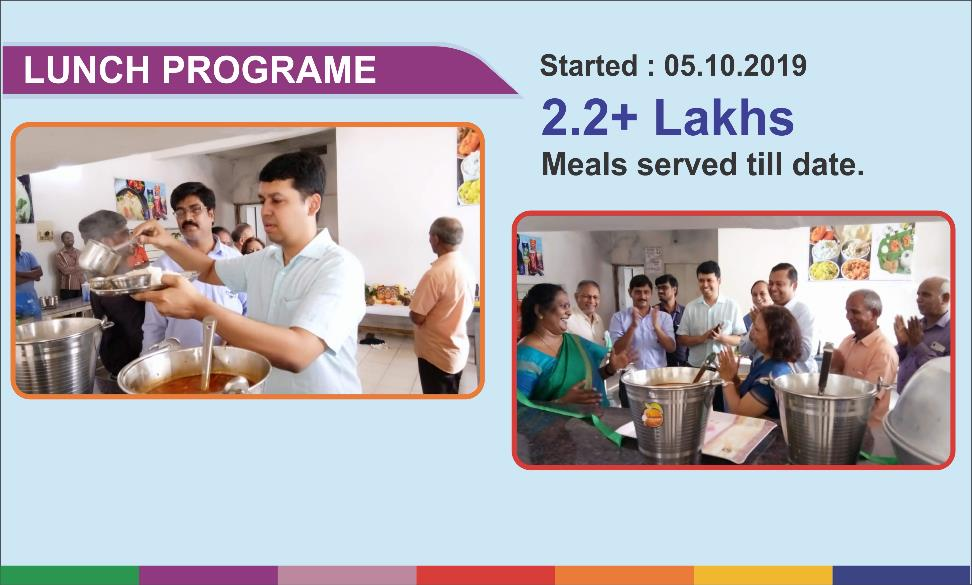 LUNCH PROGRAME
Started : 05.10.2019
2.2+ Lakhs
Meals served till date.